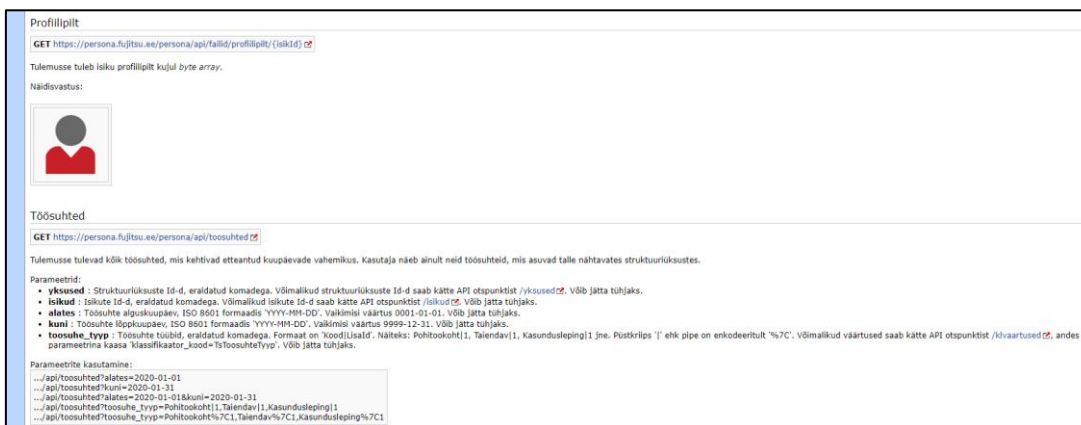 Profiilipilt
GET https://persona.fujitsu.ee/persona/api/failid/profiilipilt/{isikId}
Tulemusse tuleb isiku profiilipilt kujul byte array.
Näidisvastus:
Töösuhted
GET https://persona.fujitsu.ee/persona/api/toosuhted
Tulemusse tulevad kõik töösuhted, mis kehtivad etteantud kuupäevade vahemikus. Kasutaja näeb ainult neid töösuhteid, mis asuvad talle nähtavates struktuuriüksustes.
Parameetrid:
• yksused : Struktuuriüksuste Id-d, eraldatud komadega. Võimalikud struktuuriüksuste Id-d saab kätte API otspunktist /yksused. Võib jätta tühjaks.
• isikud : Isikute Id-d, eraldatud komadega. Võimalikud isikute Id-d saab kätte API otspunktist /isikud. Võib jätta tühjaks.
• alates : Töösuhte alguskuupäev, ISO 8601 formaadis 'YYYY-MM-DD'. Vaikimisi väärtus 0001-01-01. Võib jätta tühjaks.
• kuni : Töösuhte lõppkuupäev, ISO 8601 formaadis 'YYYY-MM-DD'. Vaikimisi väärtus 9999-12-31. Võib jätta tühjaks.
• toosuhe_tyyp : Töösuhte tüübid, eraldatud komadega. Formaat on 'Kood|LisaId'. Näiteks: Pohitookoht|1, Taiendav|1, Kasundusleping|1 jne. Püstkriips '|' ehk pipe on enkodeeritult '%7C'. Võimalikud väärtused saab kätte API otspunktist /klvaartused, andes
parameetrina kaasa 'klassifikaator_kood=TsToosuhteTyyp'. Võib jätta tühjaks.
Parameetrite kasutamine:
.../api/toosuhted?alates=2020-01-01
.../api/toosuhted?kuni=2020-01-31
.../api/toosuhted?alates=2020-01-01&kuni=2020-01-31
.../api/toosuhted?toosuhe_tyyp=Pohitookoht|1,Taiendav|1,Kasundusleping|1
.../api/toosuhted?toosuhe_tyyp=Pohitookoht%7C1,Taiendav%7C1,Kasundusleping%7C1